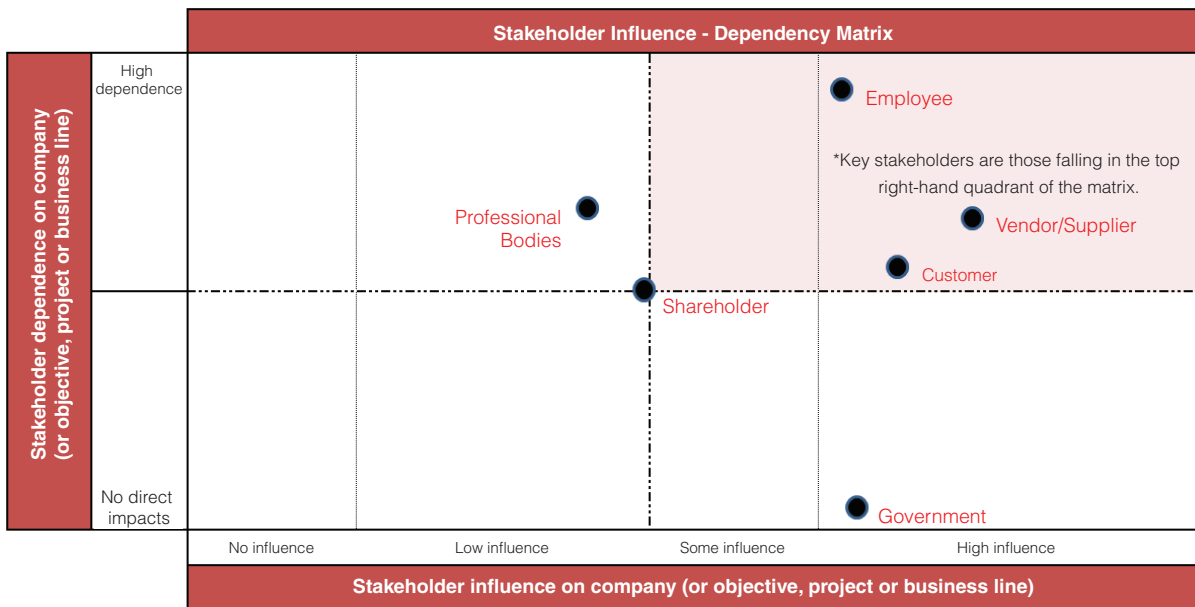 Stakeholder Influence - Dependency Matrix
Stakeholder dependence on company
(or objective, project or business line)
High
dependence
Employee
*Key stakeholders are those falling in the top
right-hand quadrant of the matrix.
Professional
Bodies
Vendor/Supplier
Customer
Shareholder
No direct
impacts
Government
No influence
Low influence
Some influence
High influence
Stakeholder influence on company (or objective, project or business line)